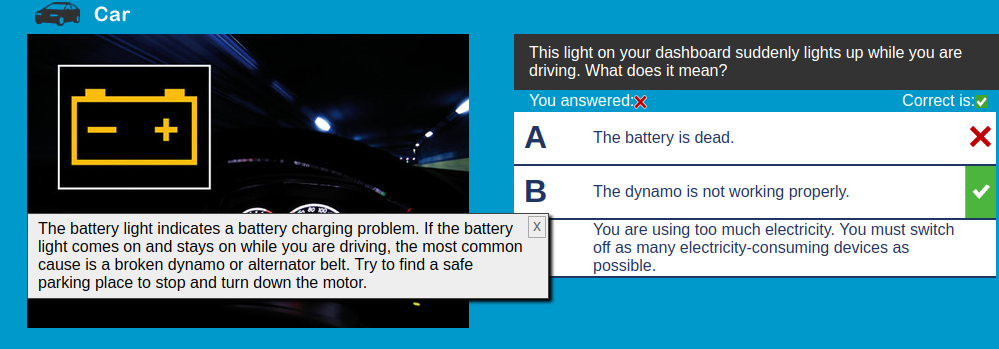 Car
This light on your dashboard suddenly lights up while you are
driving. What does it mean?
You answered:
Correct is:
A
The battery is dead.
B
The dynamo is not working properly.
You are using too much electricity. You must switch
off as many electricity-consuming devices as
possible.
80 100
The battery light indicates a battery charging problem. If the battery
light comes on and stays on while you are driving, the most common
cause is a broken dynamo or alternator belt. Try to find a safe
parking place to stop and turn down the motor.
X